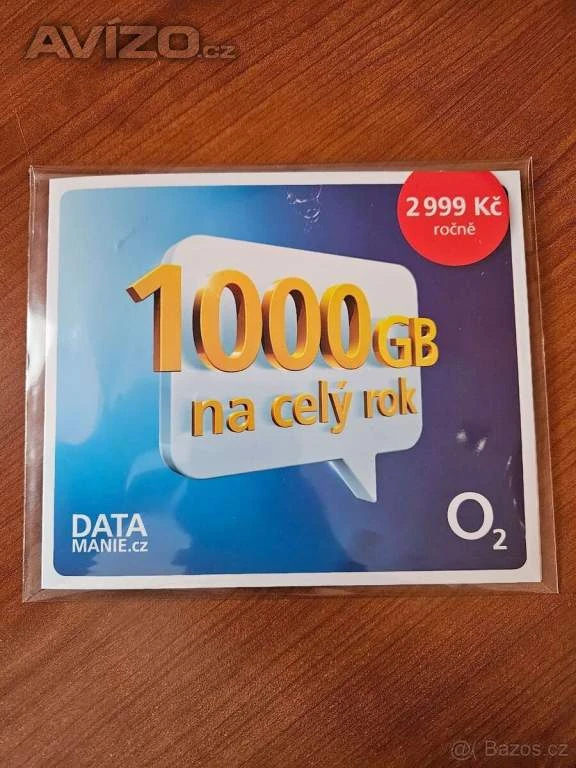 AVÍZO.cz
2 999 Kč
ročně
1000GB
na celý rok
DATA
MANIE.cz
O2
@ Bazos.cz